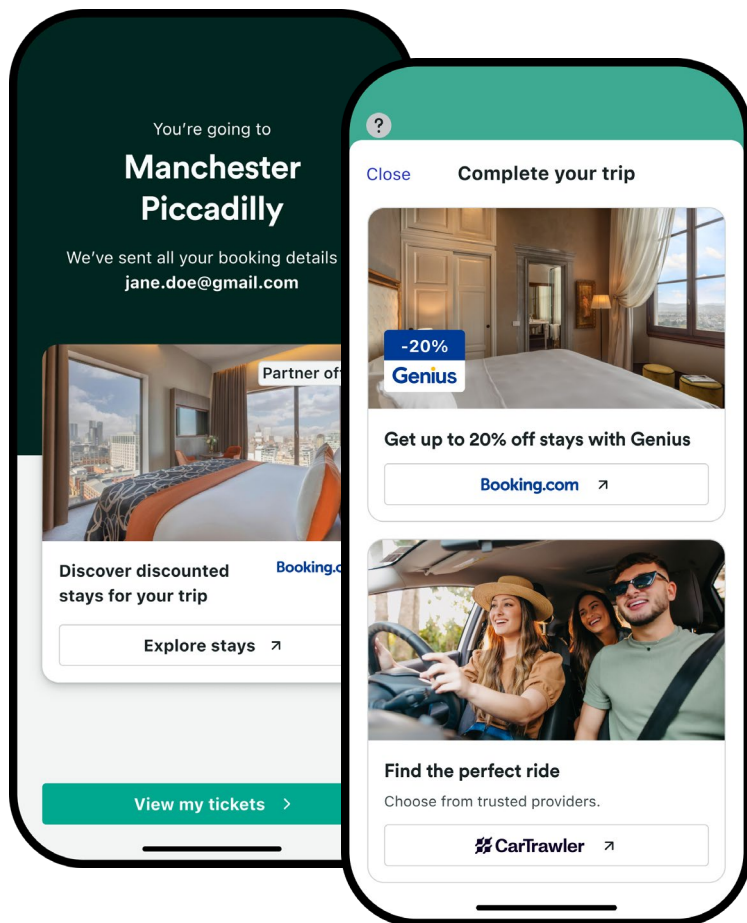 You're going to
Manchester
Piccadilly
We've sent all your booking details
jane.doe@gmail.com
Partner of
Discover discounted
stays for your trip
Booking.c
Explore stays
View my tickets
?
Close
Complete your trip
-20%
Genius
Get up to 20% off stays with Genius
Booking.com
Find the perfect ride
Choose from trusted providers.
CarTrawler